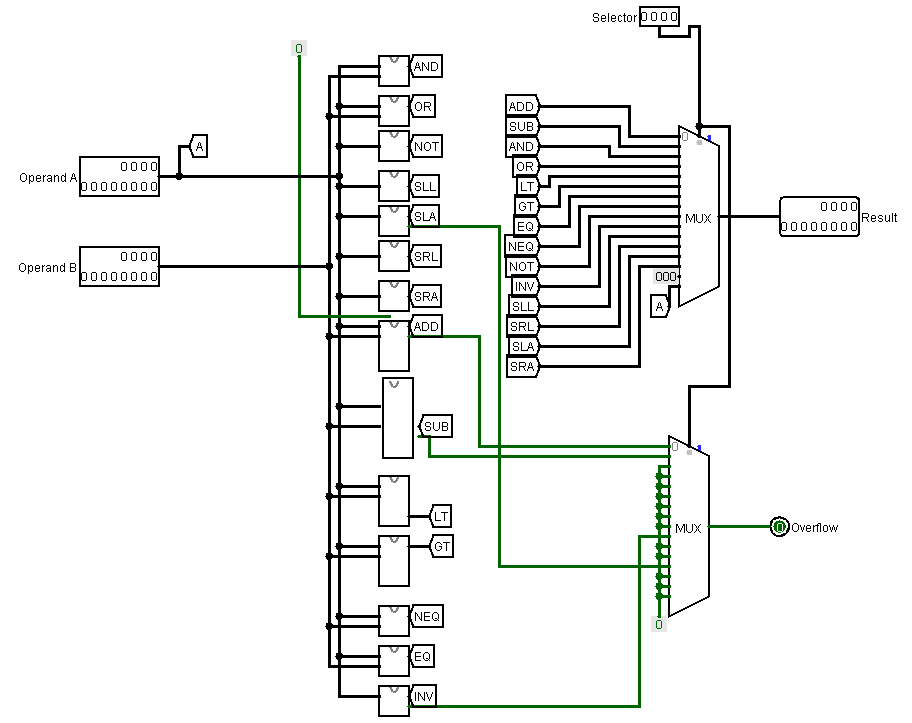 Selector 0000
0
AND
OR
NOT
SLL
SLA
SRL
SRA
ADD
SUB
LT
GT
NEQ
EQ
INV
A
Operand A 0000
00000000
Operand B 0000
00000000
ADD
SUB
AND
OR
LT
GT
EQ
NEQ
NOT
INV
SLL
SRL
SLA
SRA
000
A
0
1
MUX
0000
00000000 Result
0
1
MUX
0
0 Overflow